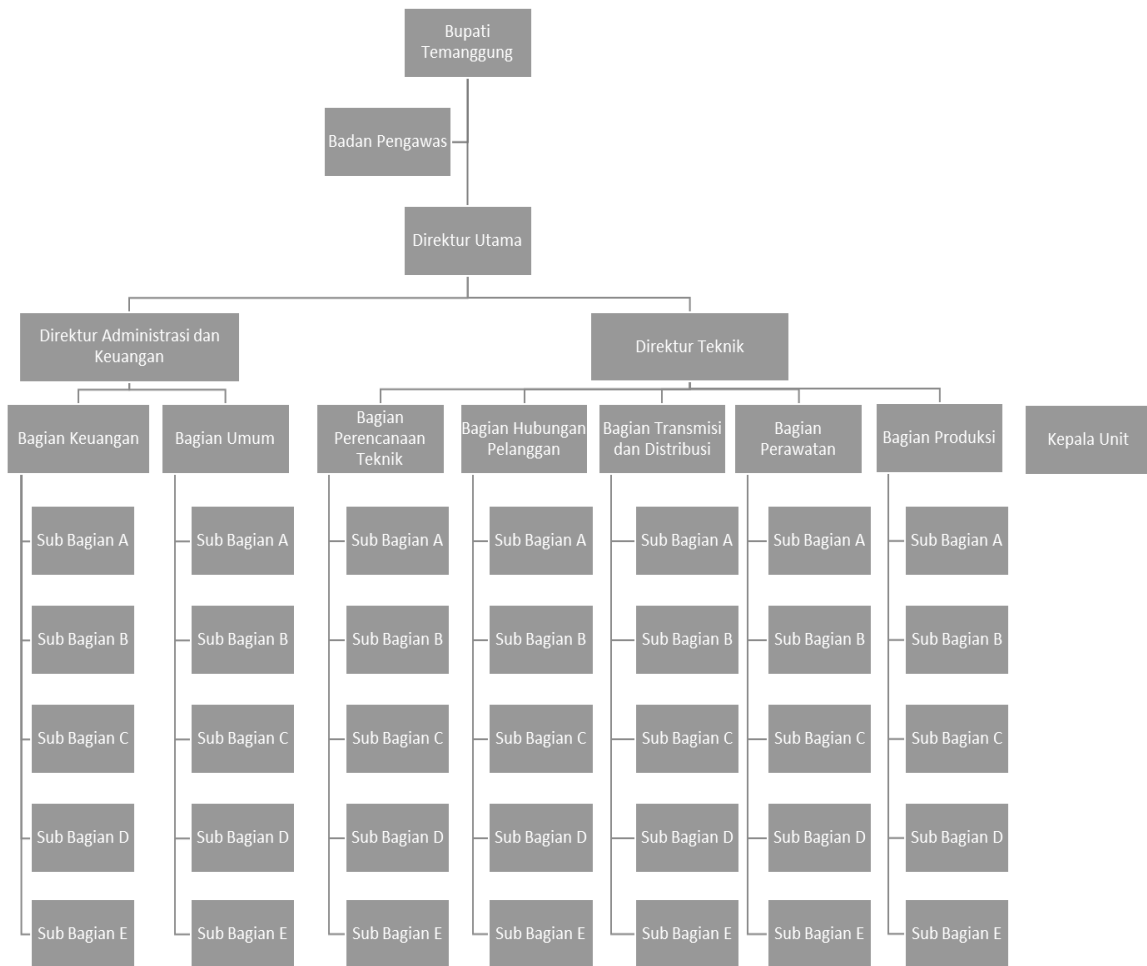 Bupati
Temanggung
Badan Pengawas
Direktur Utama
Direktur Administrasi dan
Keuangan
Direktur Teknik
Bagian Keuangan
Bagian Umum
Bagian
Perencanaan
Teknik
Bagian Hubungan
Pelanggan
Bagian Transmisi
dan Distribusi
Bagian
Perawatan
Bagian Produksi
Kepala Unit
Sub Bagian A
Sub Bagian A
Sub Bagian A
Sub Bagian A
Sub Bagian A
Sub Bagian A
Sub Bagian A
Sub Bagian B
Sub Bagian B
Sub Bagian B
Sub Bagian B
Sub Bagian B
Sub Bagian B
Sub Bagian B
Sub Bagian C
Sub Bagian C
Sub Bagian C
Sub Bagian C
Sub Bagian C
Sub Bagian C
Sub Bagian C
Sub Bagian D
Sub Bagian D
Sub Bagian D
Sub Bagian D
Sub Bagian D
Sub Bagian D
Sub Bagian D
Sub Bagian E
Sub Bagian E
Sub Bagian E
Sub Bagian E
Sub Bagian E
Sub Bagian E
Sub Bagian E